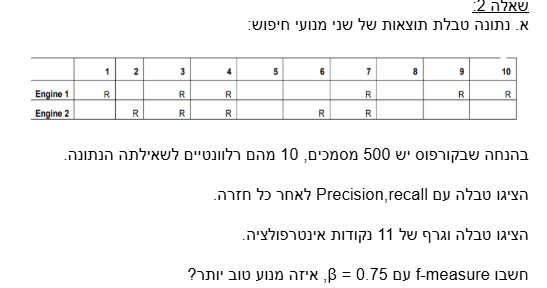 שאלה 2:
א. נתונה טבלת תוצאות של שני מנועי חיפוש:
1 2 3 4 5 6 7 8 9 10
Engine 1 R R R R R R
Engine 2 R R R R R
בהנחה שבקורפוס יש 500 מסמכים, 10 מהם רלוונטיים לשאילתה הנתונה.
הציגו טבלה עם Precision,recall לאחר כל חזרה.
הציגו טבלה וגרף של 11 נקודות אינטרפולציה.
חשבו f-measure עם β = 0.75, איזה מנוע טוב יותר?